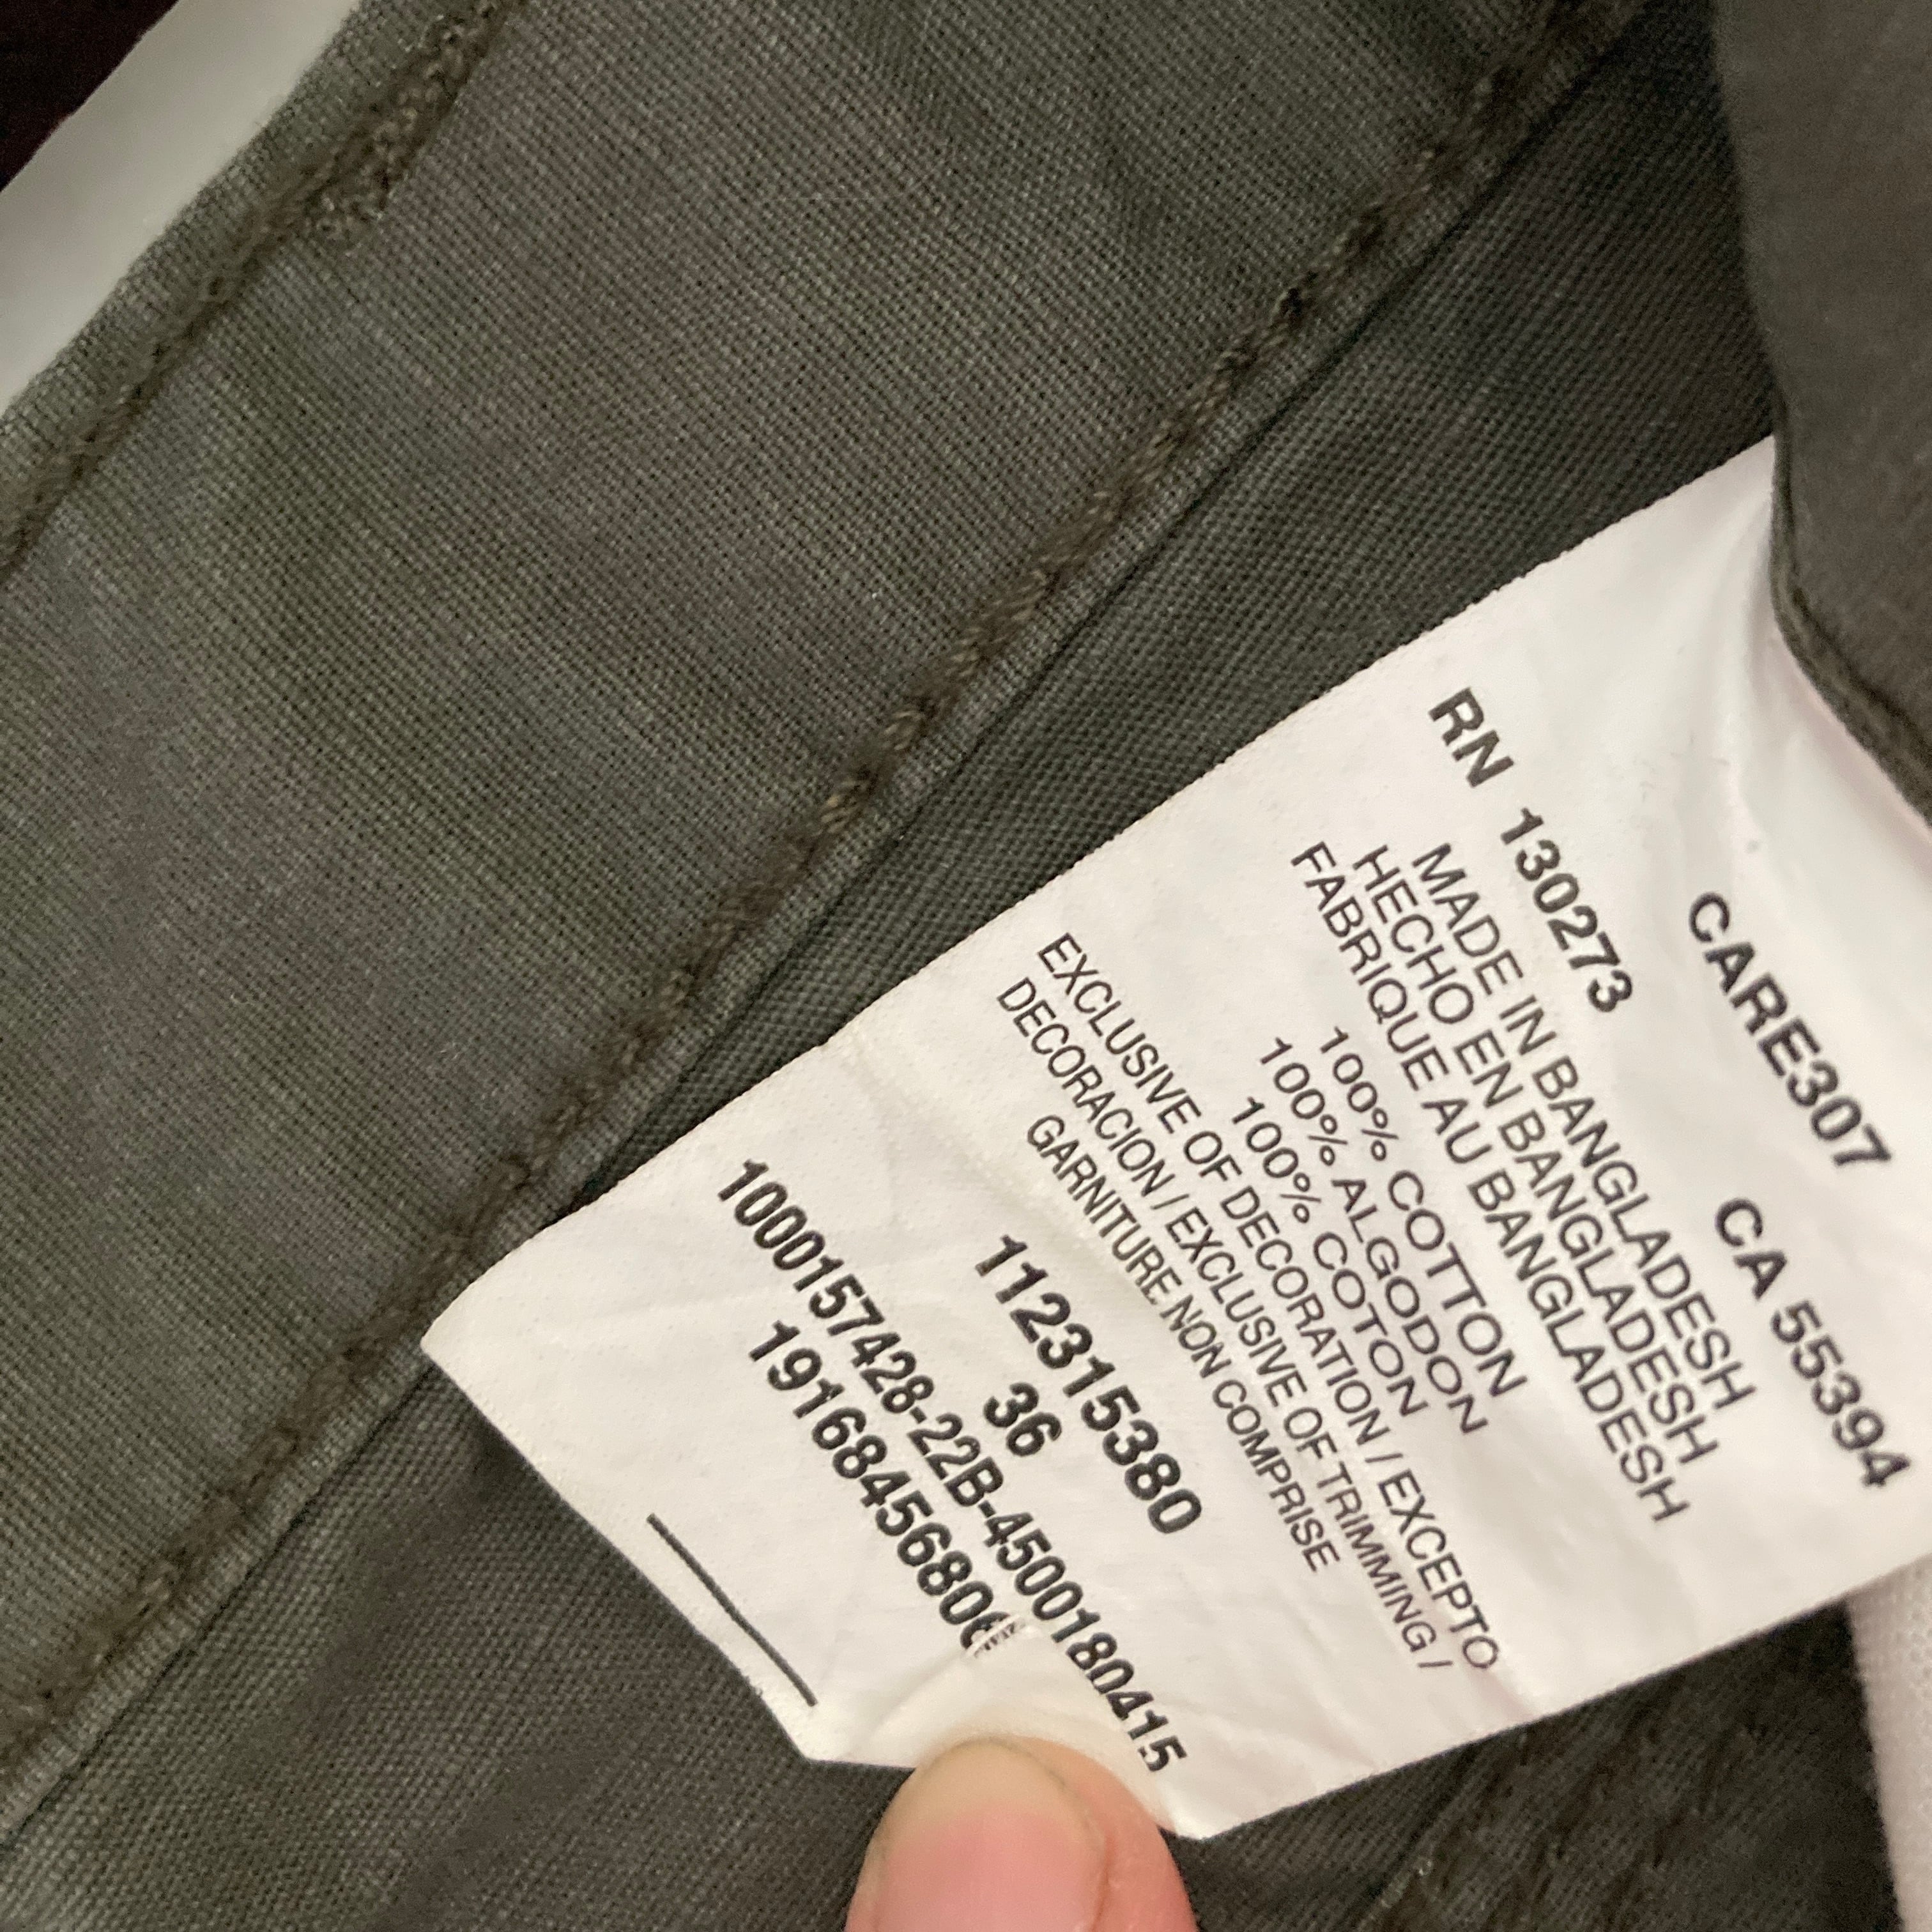 CARE307 CA 55394
RN 130273
MADE IN BANGLADESH
HECHO EN BANGLADESH
FABRIQUE AU BANGLADESH
100% COTTON
100% ALGODON
100% COTON
EXCLUSIVE OF DECORATION / EXCEPTO
DECORACION / EXCLUSIVE OF TRIMMING /
GARNITURE NON COMPRISE
112315380
36
1000157428-22B-4500180415